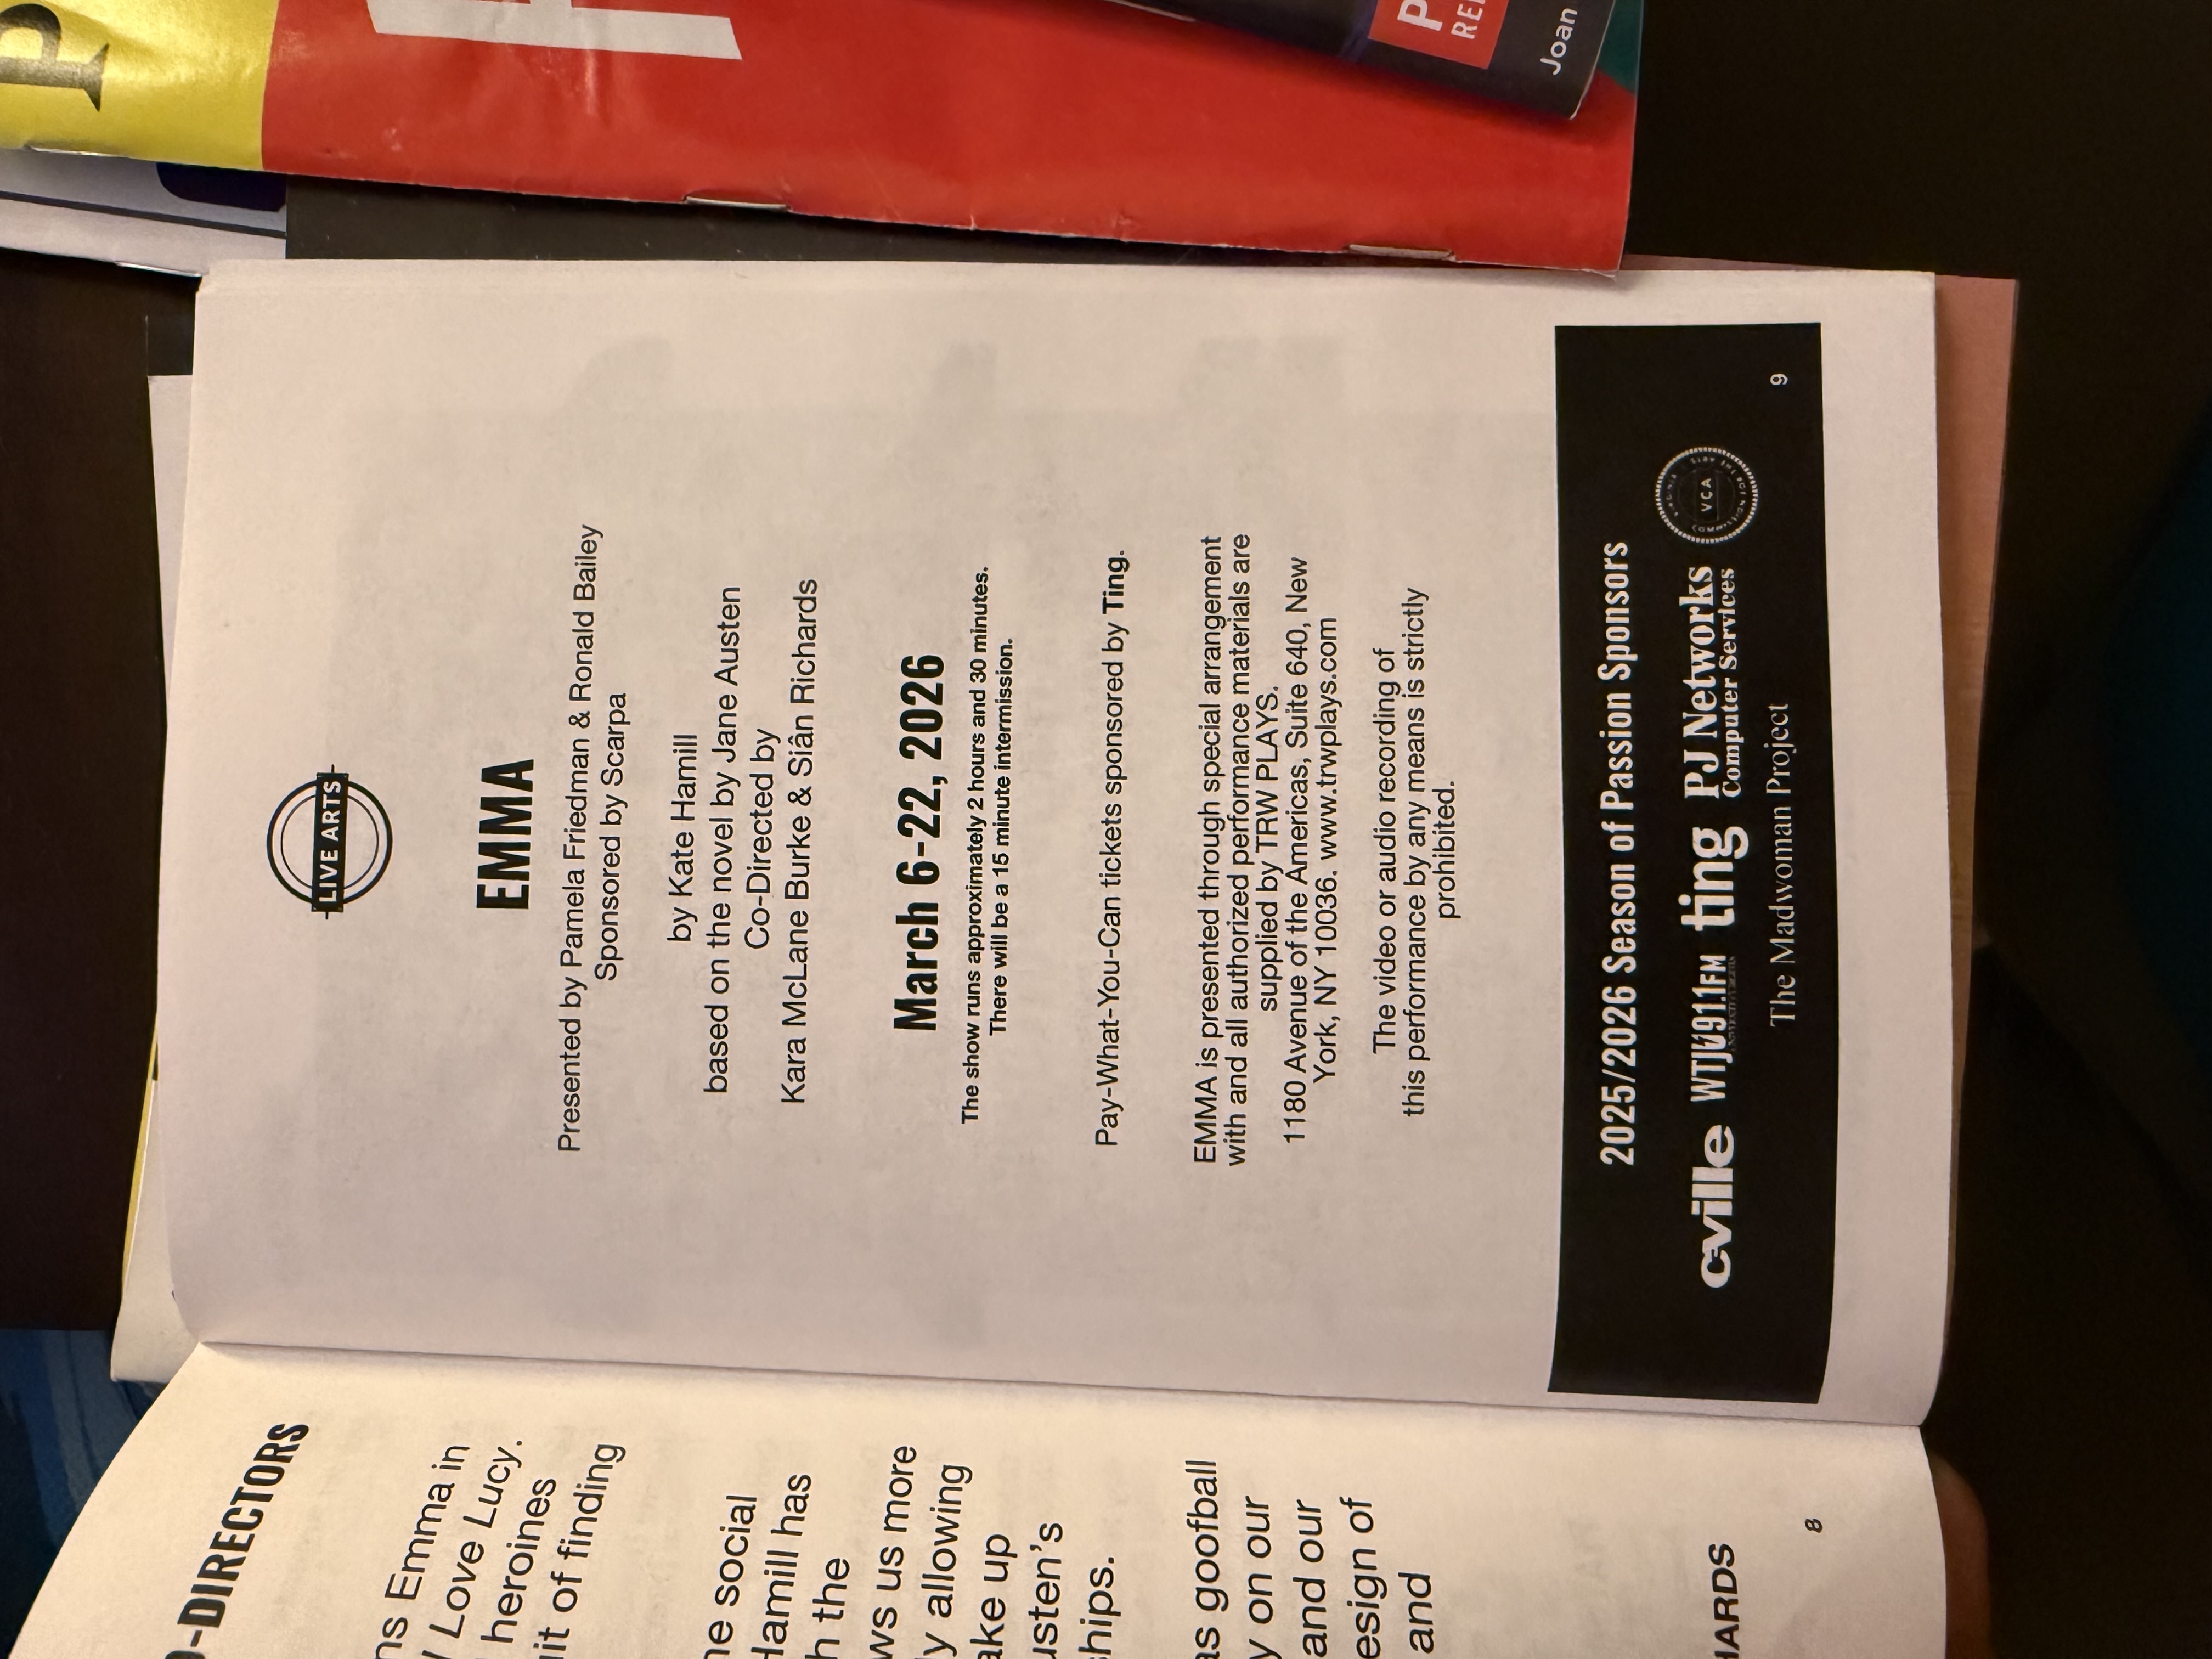 -DIRECTORS
ns Emma in
I Love Lucy.
heroines
it of finding
social
Hamill has
h the
ws us more
ly allowing
ake up
usten's
ships.
as goofball
y on our
and our
esign of
and
HARDS
8
LIVE ARTS
EMMA
Presented by Pamela Friedman & Ronald Bailey
Sponsored by Scarpa
by Kate Hamill
based on the novel by Jane Austen
Co-Directed by
Kara McLane Burke & Siân Richards
March 6-22, 2026
The show runs approximately 2 hours and 30 minutes.
There will be a 15 minute intermission.
Pay-What-You-Can tickets sponsored by Ting.
EMMA is presented through special arrangement
with and all authorized performance materials are
supplied by TRW PLAYS.
1180 Avenue of the Americas, Suite 640, New
York, NY 10036. www.trwplays.com
The video or audio recording of
this performance by any means is strictly
prohibited.
2025/2026 Season of Passion Sponsors
cville WTJU 91.1FM ting PJ Networks
Computer Services
VCA
The Madwoman Project
9
P
P
RE
Joan